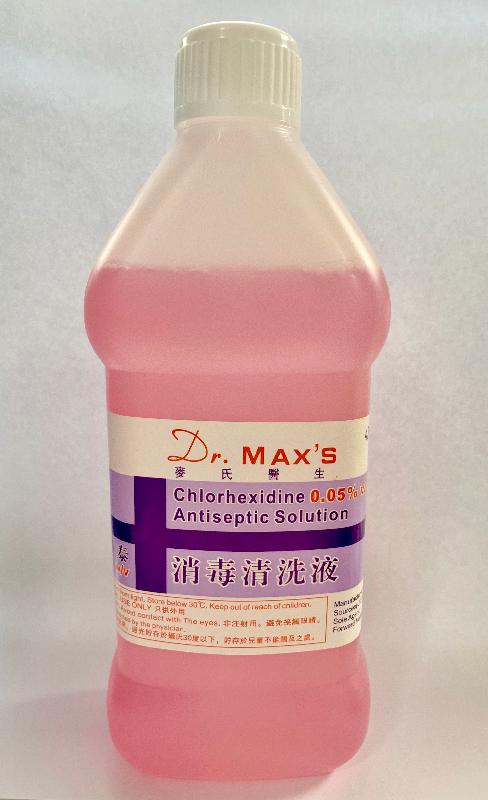 Dr. MAX'S
麥氏醫生
Chlorhexidine 0.05%
Antiseptic Solution
消毒清洗液
light. Store below 30℃. Keep out of reach of children.
USE ONLY 只供外用
Avoid contact with The eyes. 非注射用。避免接觸眼睛。
by the physician.
避光貯存於攝氏30度以下，貯存於兒童不能觸及之處。